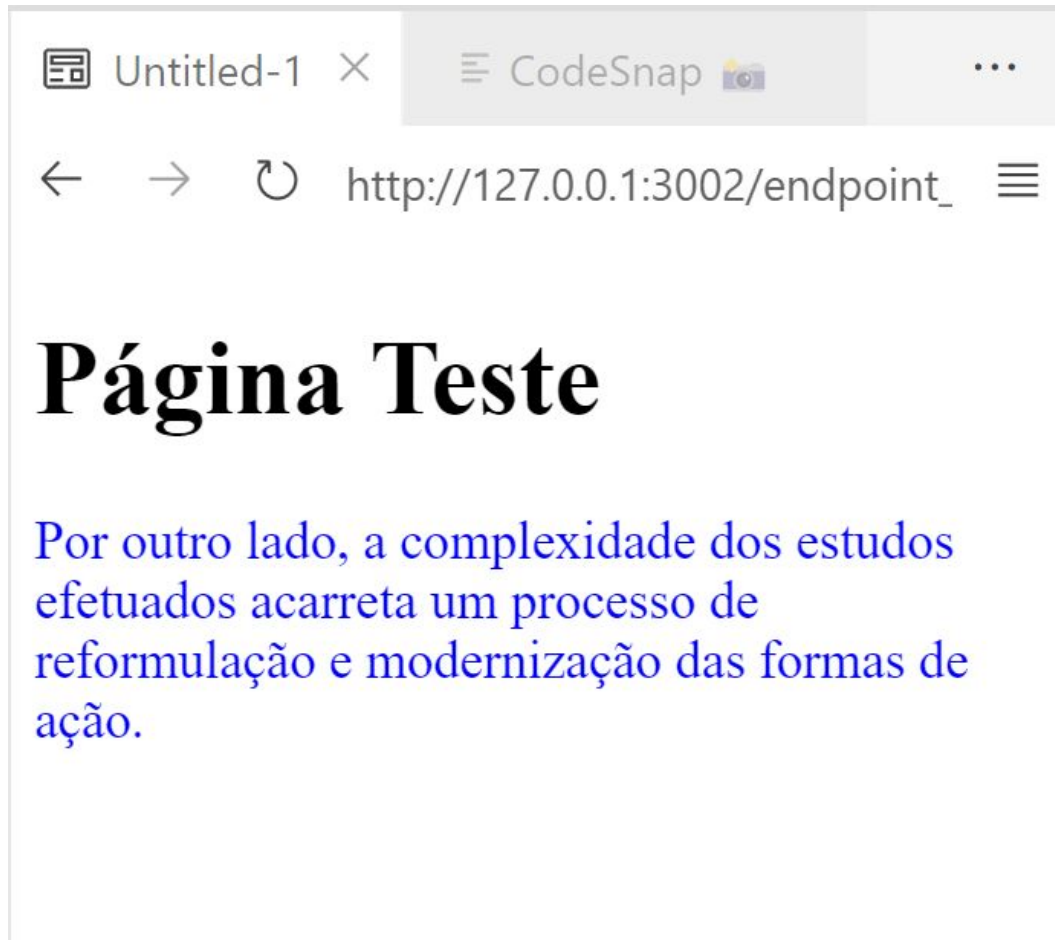 Untitled-1
CodeSnap
http://127.0.0.1:3002/endpoint_
Página Teste
Por outro lado, a complexidade dos estudos
efetuados acarreta um processo de
reformulação e modernização das formas de
ação.